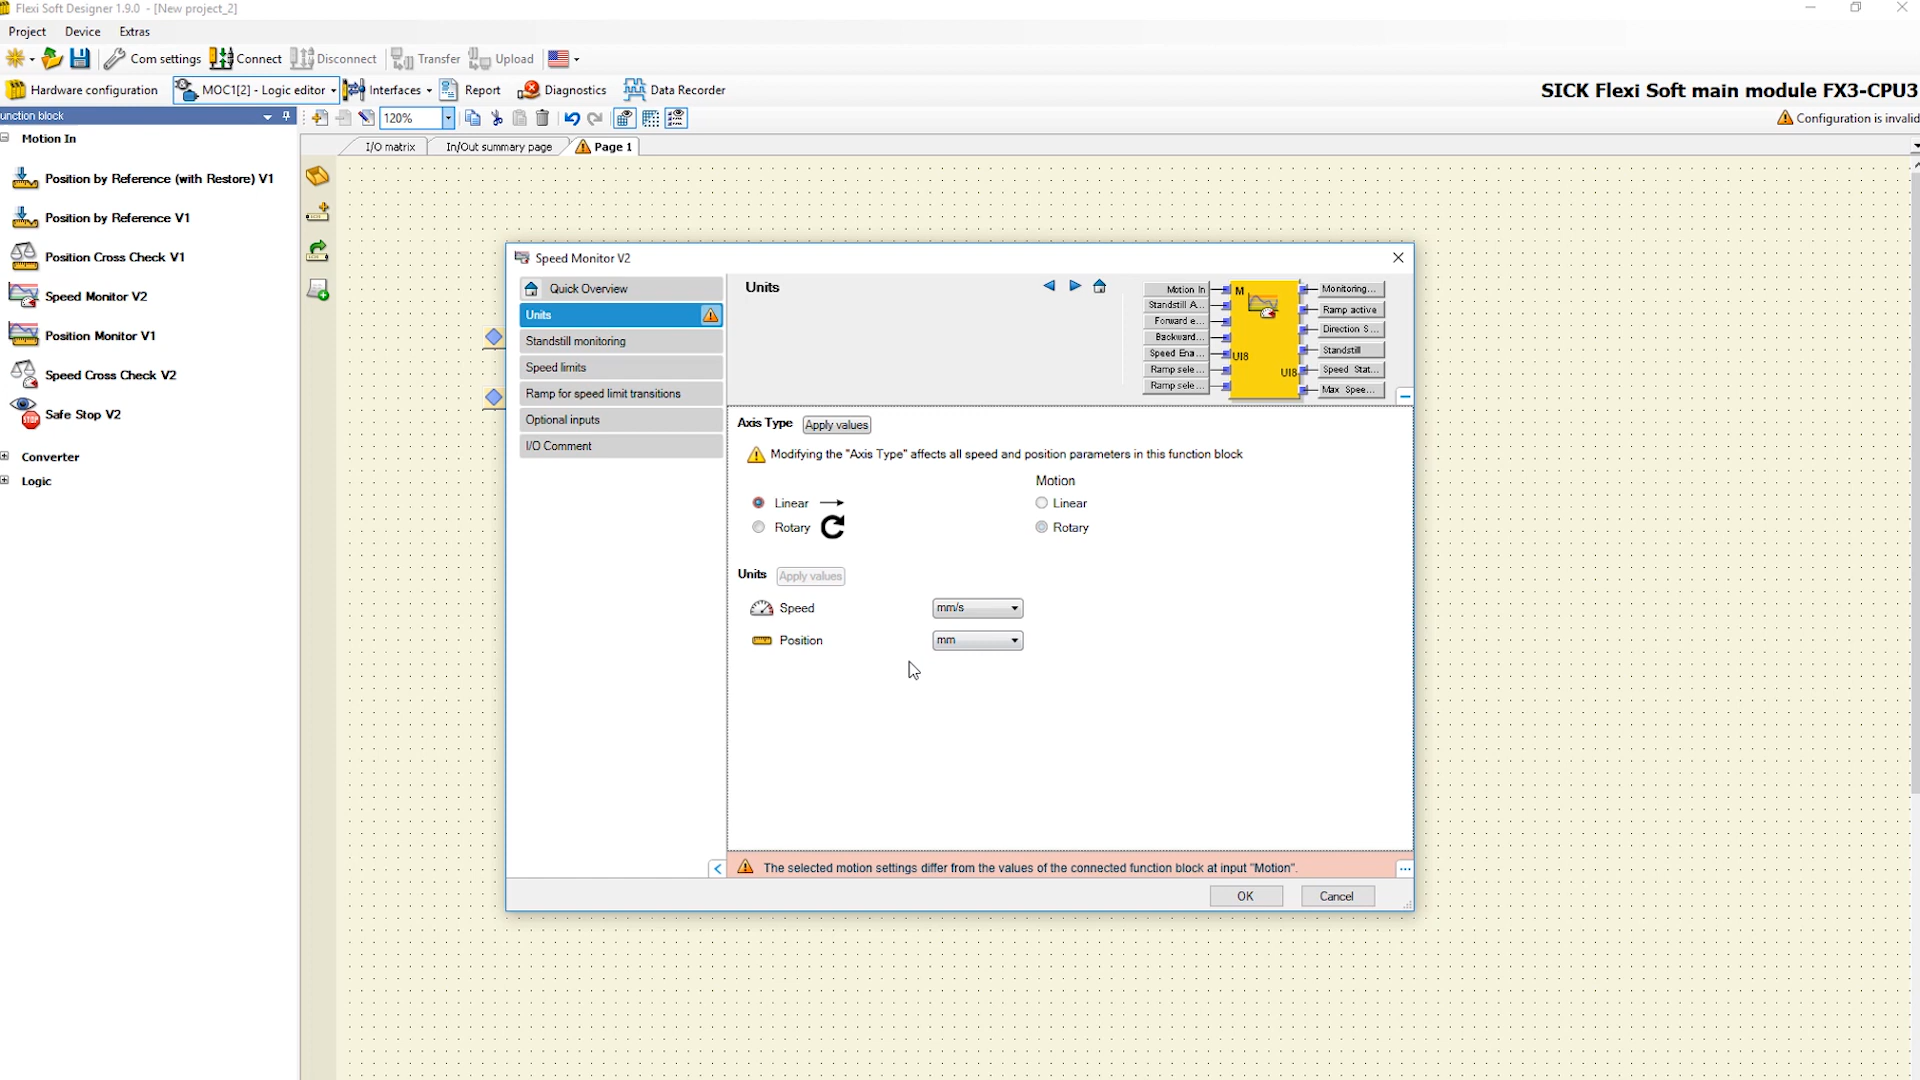 Flexi Soft Designer 1.9.0 - [New project_2]
Project Device Extras
Com settings Connect Disconnect Transfer Upload
Hardware configuration MOC1[2] - Logic editor Interfaces Report Diagnostics Data Recorder
SICK Flexi Soft main module FX3-CPU3
unction block
120%
Configuration is invalid
Motion In
I/O matrix In/Out summary page Page 1
Position by Reference (with Restore) V1
Position by Reference V1
Position Cross Check V1
Speed Monitor V2
Position Monitor V1
Speed Cross Check V2
STOP
Safe Stop V2
Converter
Logic
Speed Monitor V2
Quick Overview
Units
Standstill monitoring
Speed limits
Ramp for speed limit transitions
Optional inputs
I/O Comment
Units
Motion In
Standstill A...
Forward e...
Backward...
Speed Ena...
Ramp sele...
Ramp sele...
M
UI8
UI8
Monitoring...
Ramp active
Direction S...
Standstill
Speed Stat...
Max Spee...
Axis Type Apply values
Modifying the "Axis Type" affects all speed and position parameters in this function block
Motion
Linear Linear
Rotary Rotary
Units Apply values
Speed mm/s
Position mm
The selected motion settings differ from the values of the connected function block at input "Motion".
OK Cancel